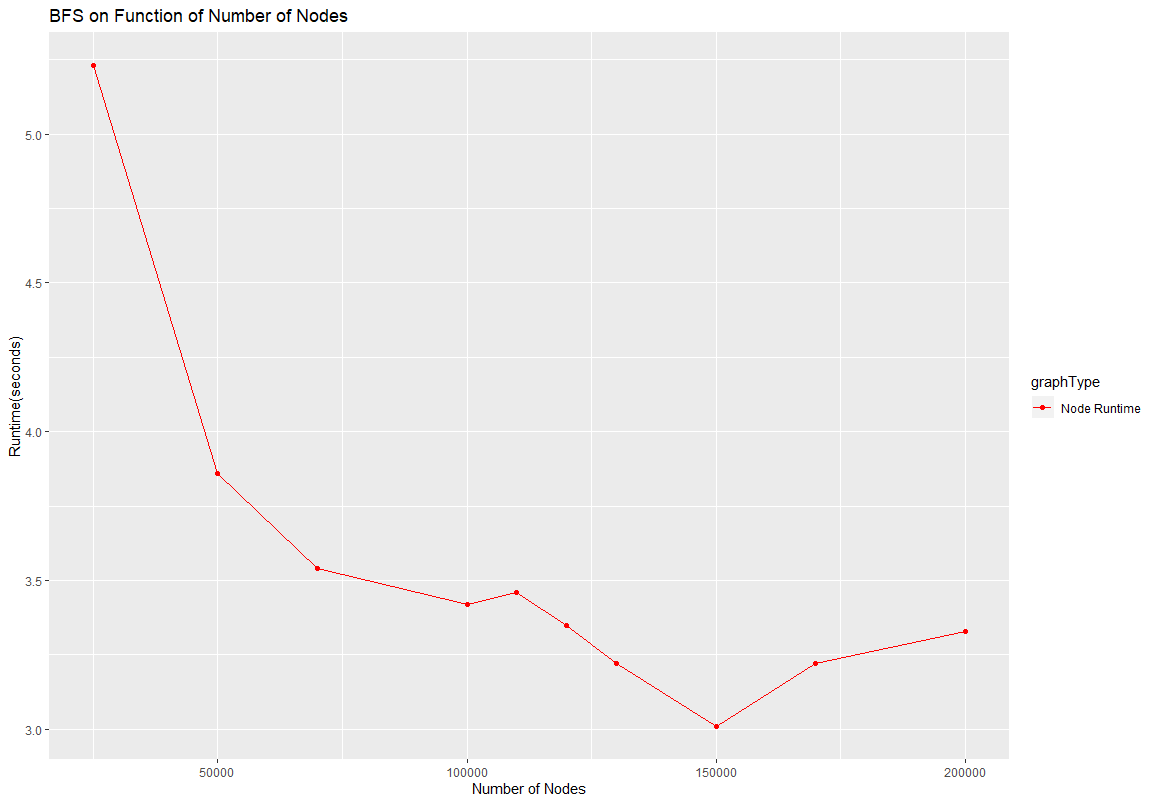 BFS on Function of Number of Nodes
Runtime(seconds)
5.0
4.5
4.0
3.5
3.0
50000
100000
150000
200000
Number of Nodes
graphType
Node Runtime